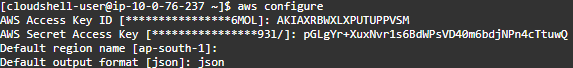 [cloudshell-user@ip-10-0-76-237 ~]$ aws configure
AWS Access Key ID [****************6MOL]: AKIAXRBWXLXPUTUPPVSM
AWS Secret Access Key [****************931/]: 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
Default region name [ap-south-1]:
Default output format [json]: json